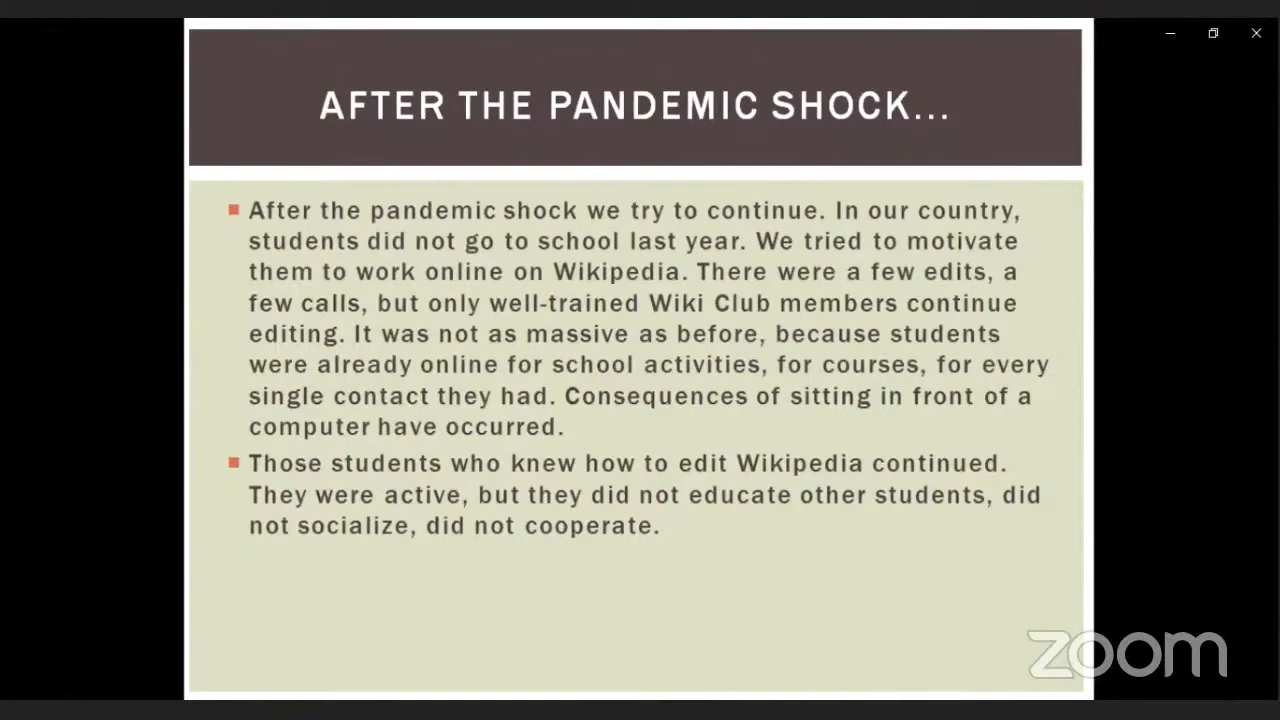 AFTER THE PANDEMIC SHOCK...
After the pandemic shock we try to continue. In our country,
students did not go to school last year. We tried to motivate
them to work online on Wikipedia. There were a few edits, a
few calls, but only well-trained Wiki Club members continue
editing. It was not as massive as before, because students
were already online for school activities, for courses, for every
single contact they had. Consequences of sitting in front of a
computer have occurred.
Those students who knew how to edit Wikipedia continued.
They were active, but they did not educate other students, did
not socialize, did not cooperate.
zoom